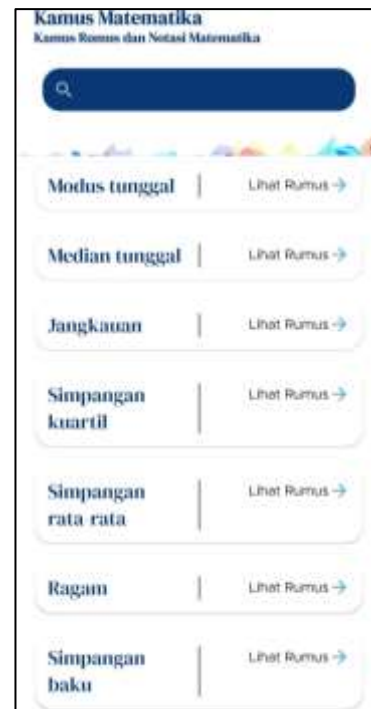 Kamus Matematika
Kamus Rumus dan Notasi Matematika
Modus tunggal
Lihat Rumus →
Median tunggal
Lihat Rumus →
Jangkauan
Lihat Rumus →
Simpangan
kuartil
Lihat Rumus →
Simpangan
rata rata
Lihat Rumus →
Ragam
Lihat Rumus →
Simpangan
baku
Lihat Rumus →